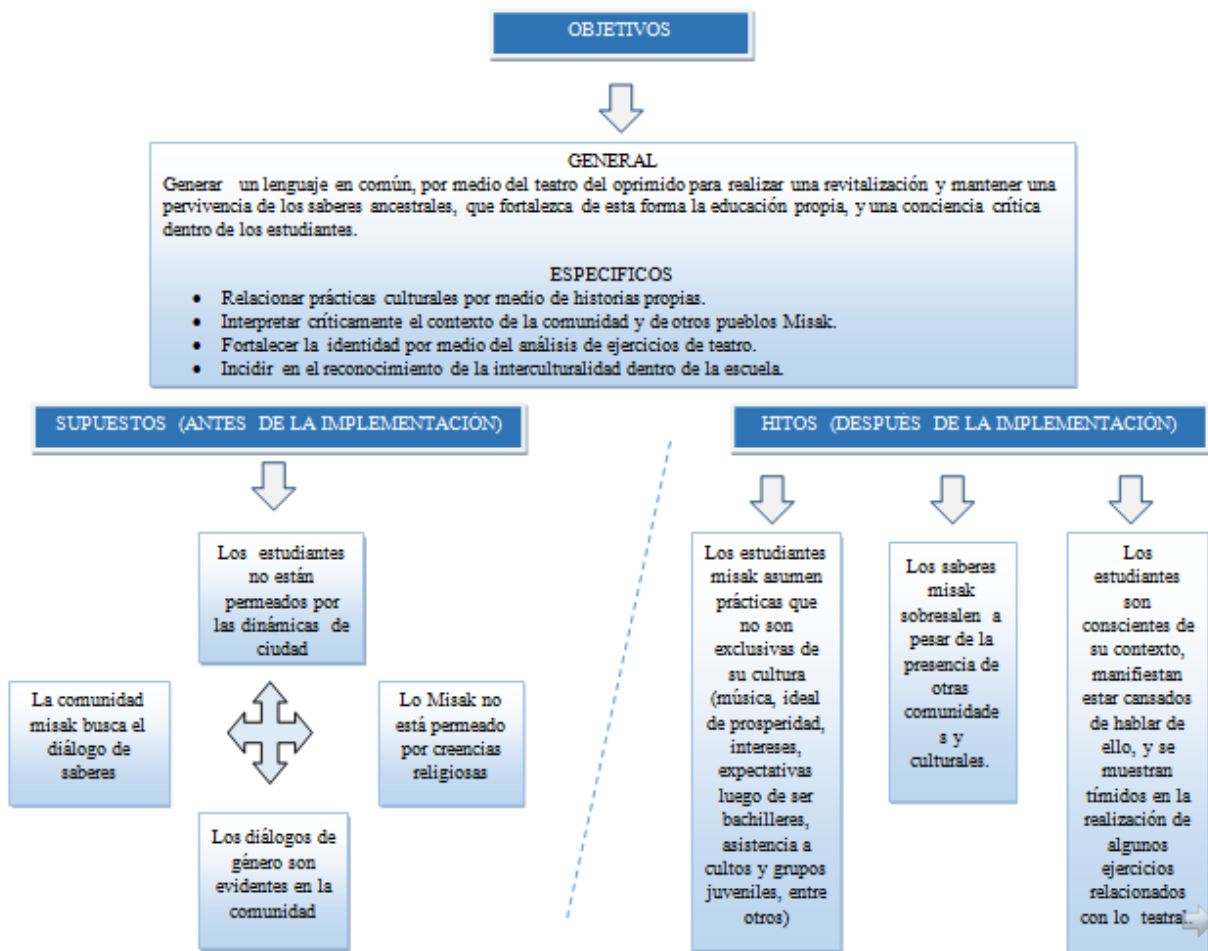 OBJETIVOS
GENERAL
Generar un lenguaje en común, por medio del teatro del oprimido para realizar una revitalización y mantener una
pervivencia de los saberes ancestrales, que fortalezca de esta forma la educación propia, y una conciencia crítica
dentro de los estudiantes.
ESPECIFICOS
• Relacionar prácticas culturales por medio de historias propias.
• Interpretar críticamente el contexto de la comunidad y de otros pueblos Misak.
• Fortalecer la identidad por medio del análisis de ejercicios de teatro.
• Incidir en el reconocimiento de la interculturalidad dentro de la escuela.
SUPUESTOS (ANTES DE LA IMPLEMENTACIÓN)
Los estudiantes
no están
permeados por
las dinámicas de
ciudad
La comunidad
misak busca el
diálogo de
saberes
Lo Misak no
está permeado
por creencias
religiosas
Los diálogos de
género son
evidentes en la
comunidad
HITOS (DESPUÉS DE LA IMPLEMENTACIÓN)
Los estudiantes
misak asumen
prácticas que
no son
exclusivas de
su cultura
(música, ideal
de prosperidad,
intereses,
expectativas
luego de ser
bachilleres,
asistencia a
cultos y grupos
juveniles, entre
otros)
Los saberes
misak
sobresalen a
pesar de la
presencia de
otras
comunidade
s y
culturales.
Los
estudiantes
son
conscientes de
su contexto,
manifiestan
estar cansados
de hablar de
ello, y se
muestran
tímidos en la
realización de
algunos
ejercicios
relacionados
con lo teatral.